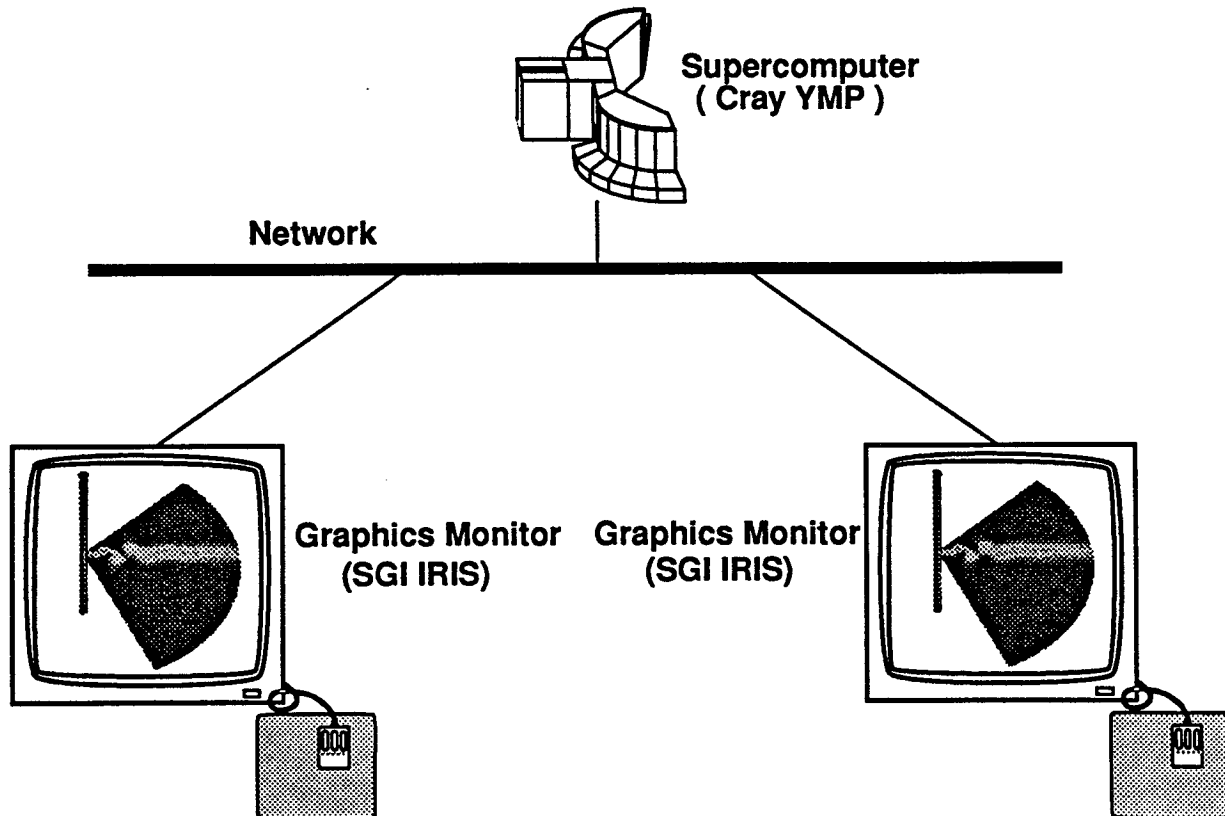 Supercomputer
( Cray YMP )
Network
Graphics Monitor
(SGI IRIS)
Graphics Monitor
(SGI IRIS)